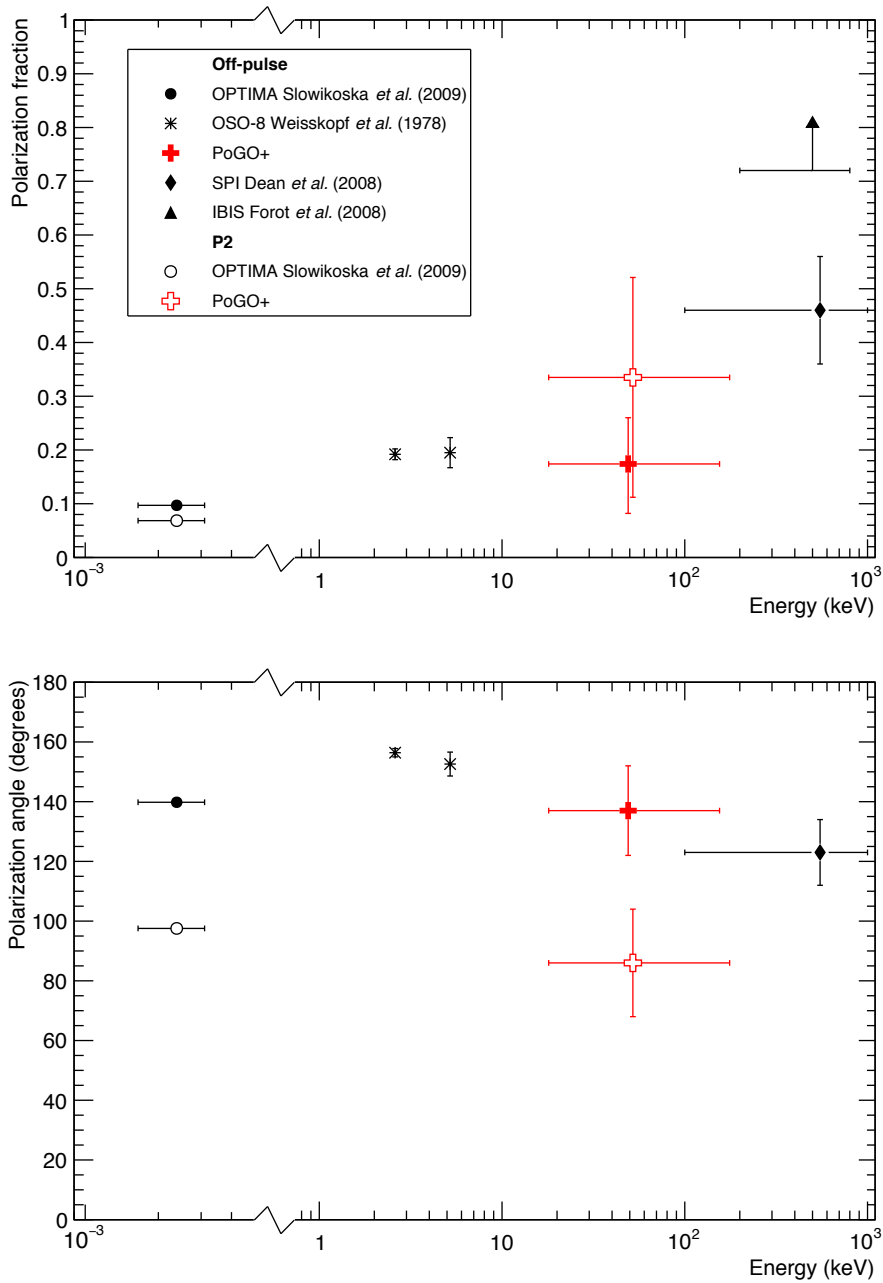 Polarization fraction
1
0.9
0.8
0.7
0.6
0.5
0.4
0.3
0.2
0.1
0
Off-pulse
OPTIMA Slowikoska et al. (2009)
OSO-8 Weisskopf et al. (1978)
PoGO+
SPI Dean et al. (2008)
IBIS Forot et al. (2008)
P2
OPTIMA Slowikoska et al. (2009)
PoGO+
10⁻³ 1 10 10² 10³
Energy (keV)
Polarization angle (degrees)
180
160
140
120
100
80
60
40
20
0
10⁻³ 1 10 10² 10³
Energy (keV)